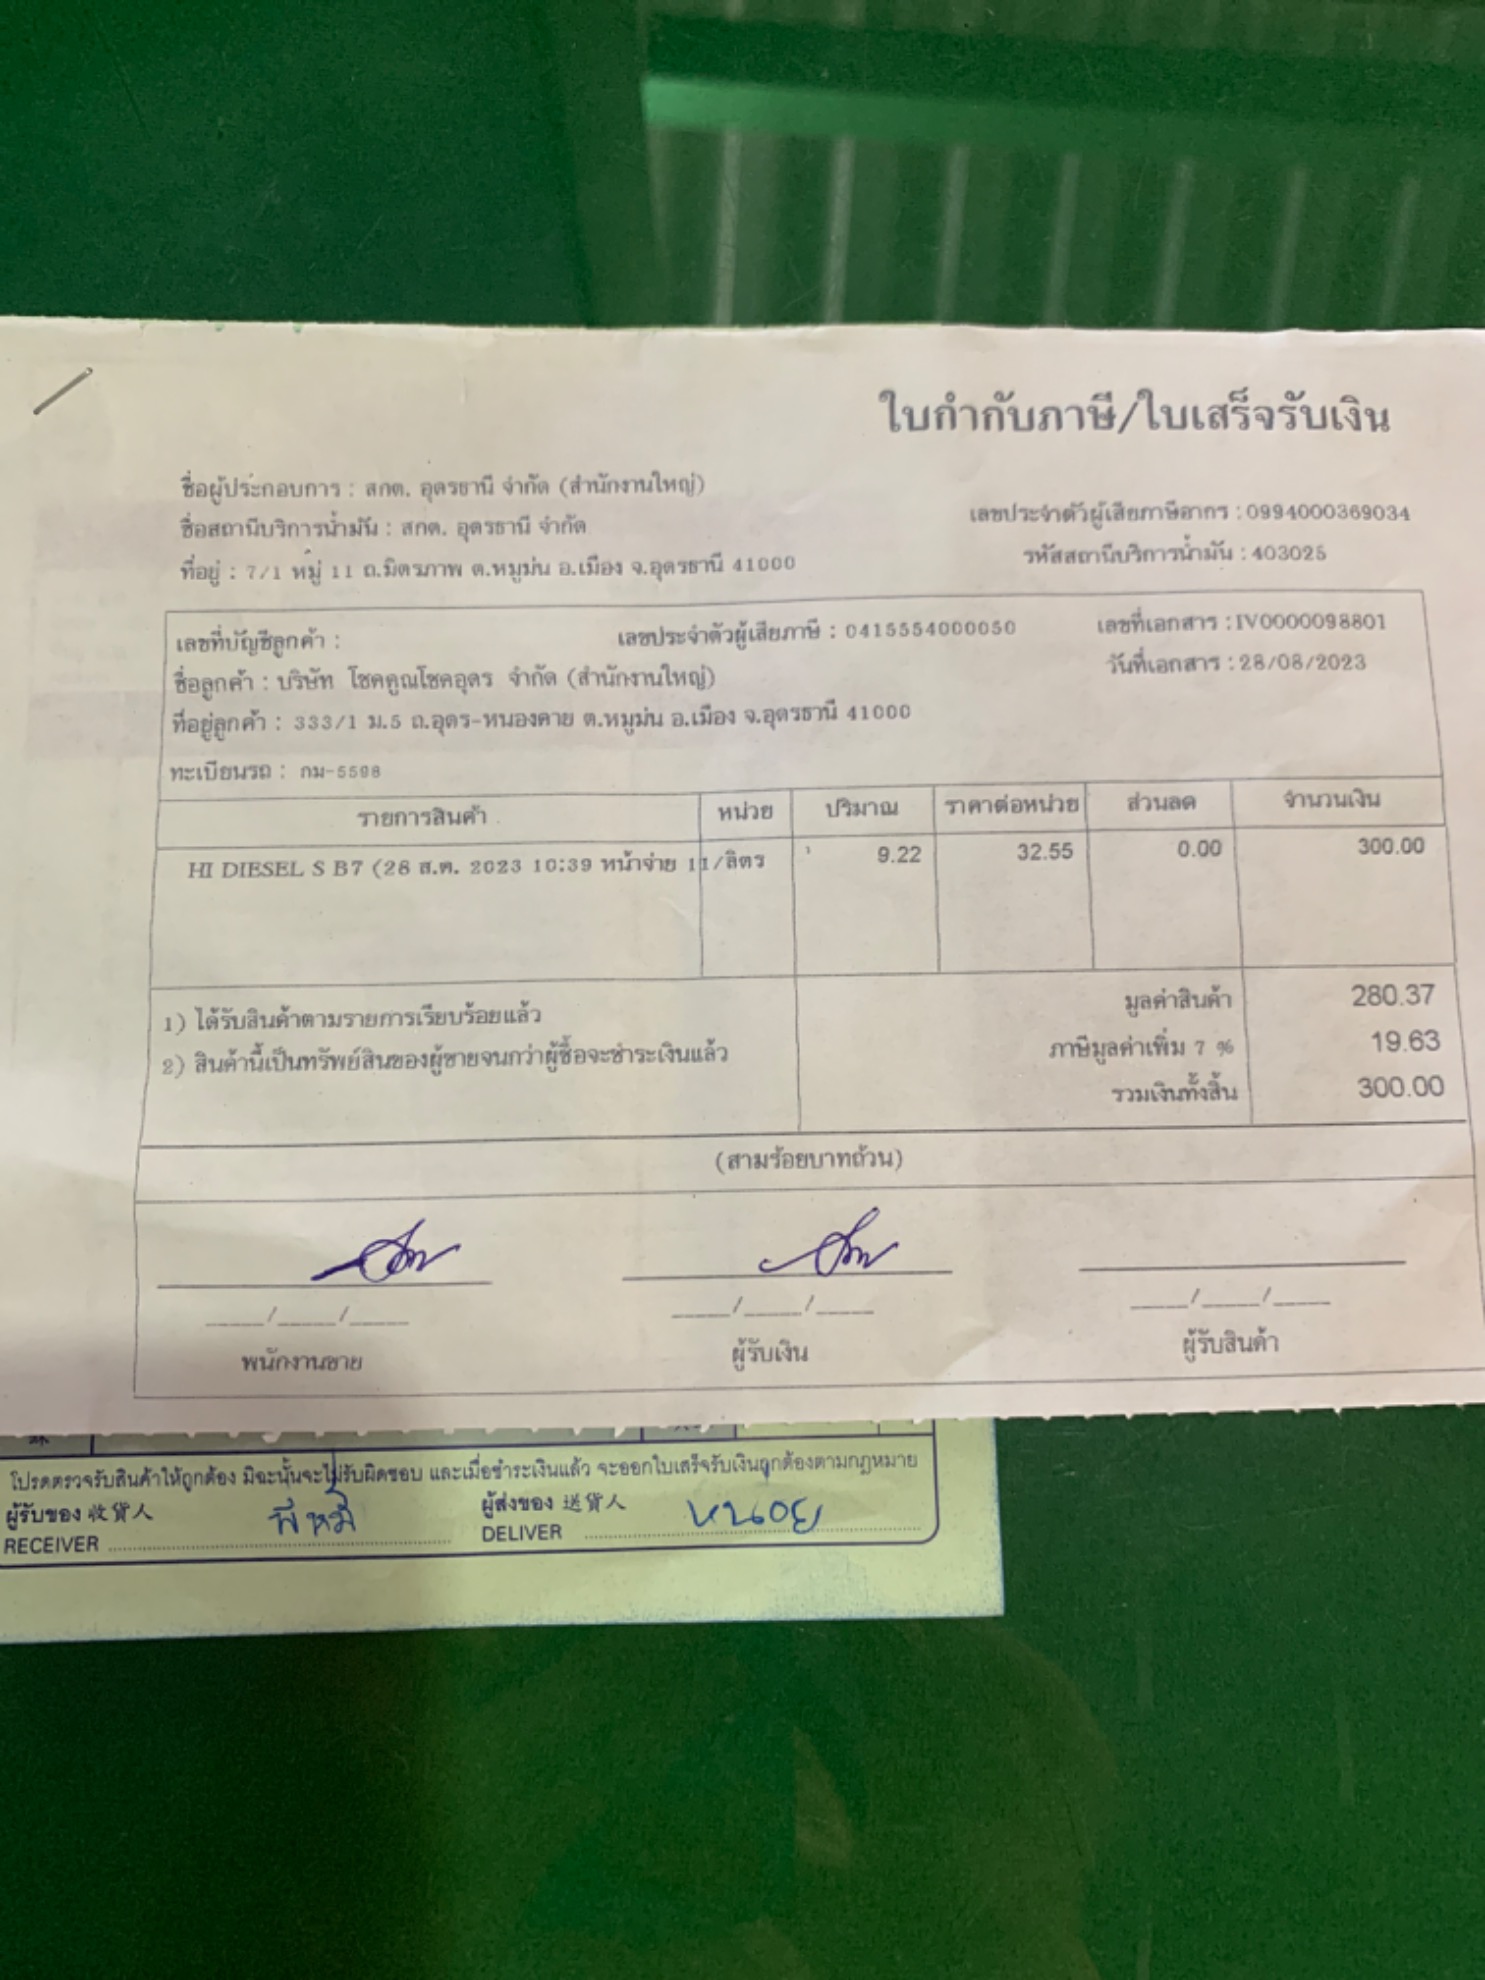 ใบกำกับภาษี/ใบเสร็จรับเงิน
ชื่อผู้ประกอบการ : สกต. อุดรธานี จำกัด (สำนักงานใหญ่)
ชื่อสถานีบริการน้ำมัน : สกต. อุดรธานี จำกัด
เลขประจำตัวผู้เสียภาษีอากร : 0994000369034
ที่อยู่ : 7/1 หมู่ 11 ถ.มิตรภาพ ต.หมูม่น อ.เมือง จ.อุดรธานี 41000
รหัสสถานีบริการน้ำมัน : 403025
เลขที่บัญชีลูกค้า : เลขประจำตัวผู้เสียภาษี : 0415554000050 เลขที่เอกสาร : IV0000098801
ชื่อลูกค้า : บริษัท โชคคูณโชคอุดร จำกัด (สำนักงานใหญ่) วันที่เอกสาร : 28/08/2023
ที่อยู่ลูกค้า : 333/1 ม.5 ถ.อุดร-หนองคาย ต.หมูม่น อ.เมือง จ.อุดรธานี 41000
ทะเบียนรถ : กม-5598
รายการสินค้า หน่วย ปริมาณ ราคาต่อหน่วย ส่วนลด จำนวนเงิน
HI DIESEL S B7 (28 ส.ค. 2023 10:39 หน้าจ่าย 11/ลิตร 9.22 32.55 0.00 300.00
1) ได้รับสินค้าตามรายการเรียบร้อยแล้ว มูลค่าสินค้า 280.37
2) สินค้านี้เป็นทรัพย์สินของผู้ขายจนกว่าผู้ซื้อจะชำระเงินแล้ว ภาษีมูลค่าเพิ่ม 7 % 19.63
รวมเงินทั้งสิ้น 300.00
(สามร้อยบาทถ้วน)
____/____/____ ____/____/____ ____/____/____
พนักงานขาย ผู้รับเงิน ผู้รับสินค้า
โปรดตรวจรับสินค้าให้ถูกต้อง มิฉะนั้นจะไม่รับผิดชอบ และเมื่อชำระเงินแล้ว จะออกใบเสร็จรับเงินถูกต้องตามกฎหมาย
ผู้รับของ 收貨人 พี่หมี ผู้ส่งของ 送貨人 หน่อย
RECEIVER DELIVER